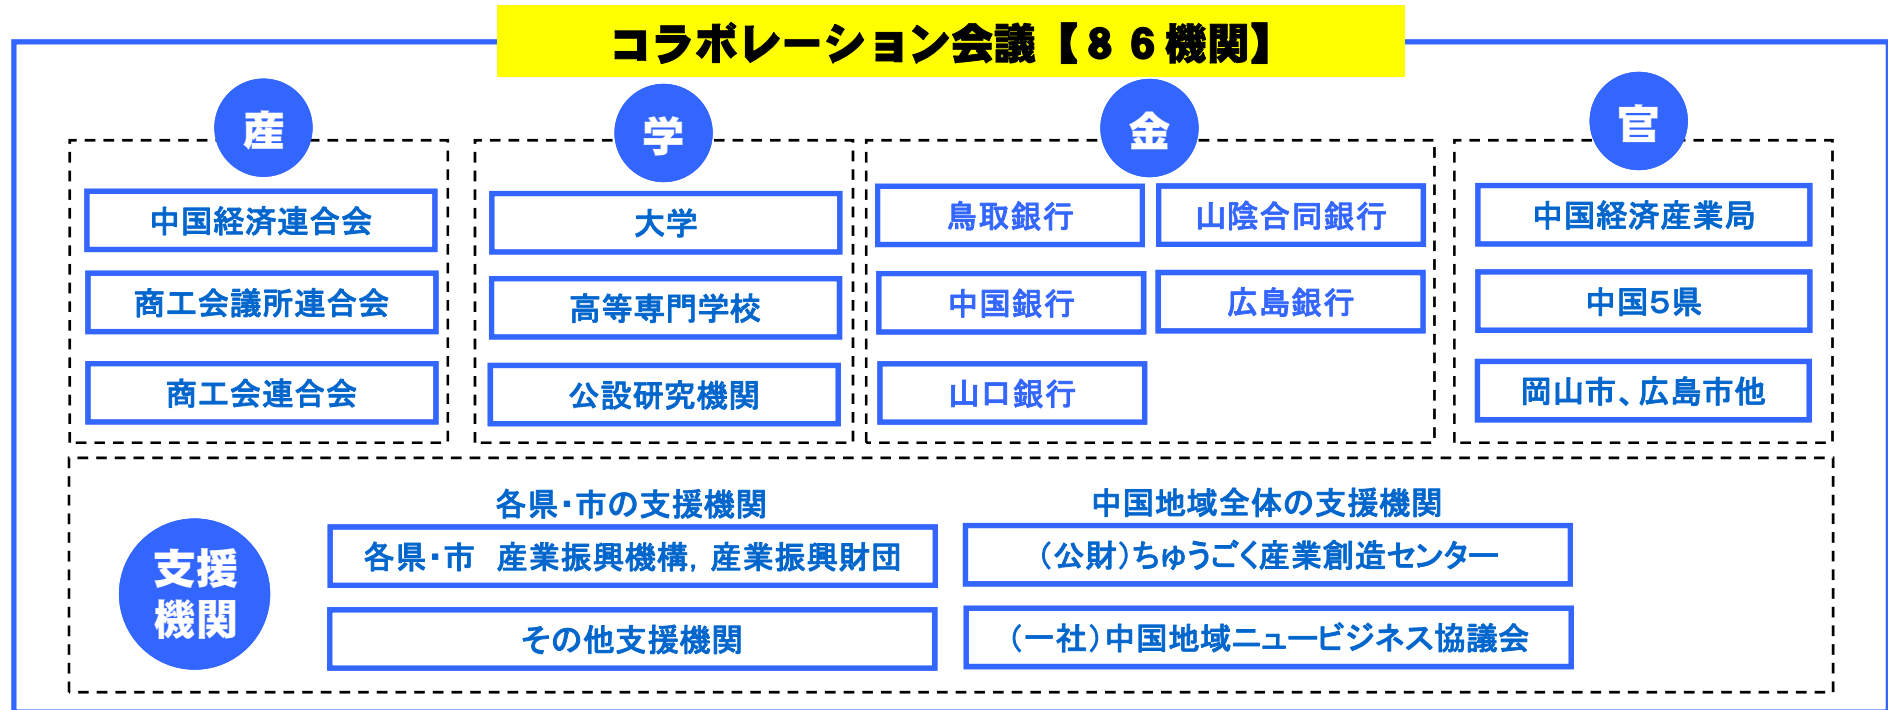 コラボレーション会議【８６機関】
産
中国経済連合会
商工会議所連合会
商工会連合会
学
大学
高等専門学校
公設研究機関
金
鳥取銀行
山陰合同銀行
中国銀行
広島銀行
山口銀行
官
中国経済産業局
中国５県
岡山市、広島市他
支援
機関
各県・市の支援機関
各県・市　産業振興機構，産業振興財団
その他支援機関
中国地域全体の支援機関
（公財）ちゅうごく産業創造センター
（一社）中国地域ニュービジネス協議会